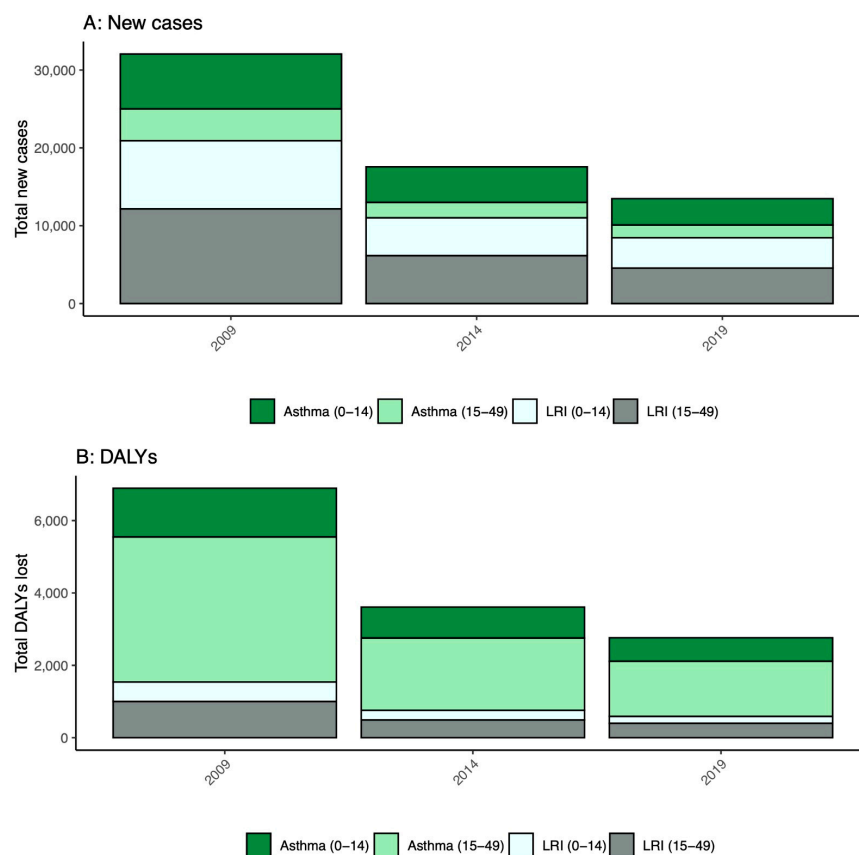 A: New cases
Total new cases
30,000
20,000
10,000
0
2009 2014 2019
Asthma (0–14) Asthma (15–49) LRI (0–14) LRI (15–49)
B: DALYs
Total DALYs lost
6,000
4,000
2,000
0
2009 2014 2019
Asthma (0–14) Asthma (15–49) LRI (0–14) LRI (15–49)